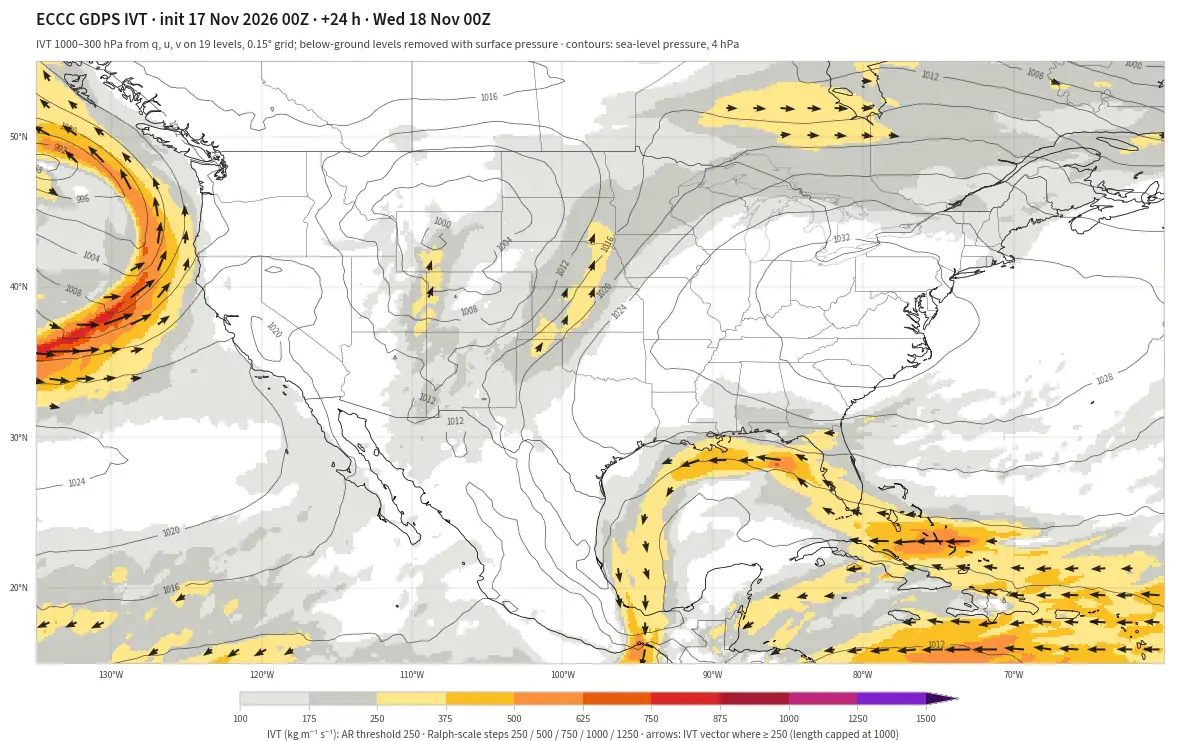 ECCC GDPS IVT · init 17 Nov 2026 00Z · +24 h · Wed 18 Nov 00Z
IVT 1000–300 hPa from q, u, v on 19 levels, 0.15° grid; below-ground levels removed with surface pressure · contours: sea-level pressure, 4 hPa
1000
1012
1008
1016
50°N
992
996
1000
1032
1004
1016
1004
1012
40°N
1008
1020
1008
1024
1020
1028
1012
1012
30°N
1024
1020
20°N
1016
1012
130°W 120°W 110°W 100°W 90°W 80°W 70°W
100 175 250 375 500 625 750 875 1000 1250 1500
IVT (kg m⁻¹ s⁻¹): AR threshold 250 · Ralph-scale steps 250 / 500 / 750 / 1000 / 1250 · arrows: IVT vector where ≥ 250 (length capped at 1000)